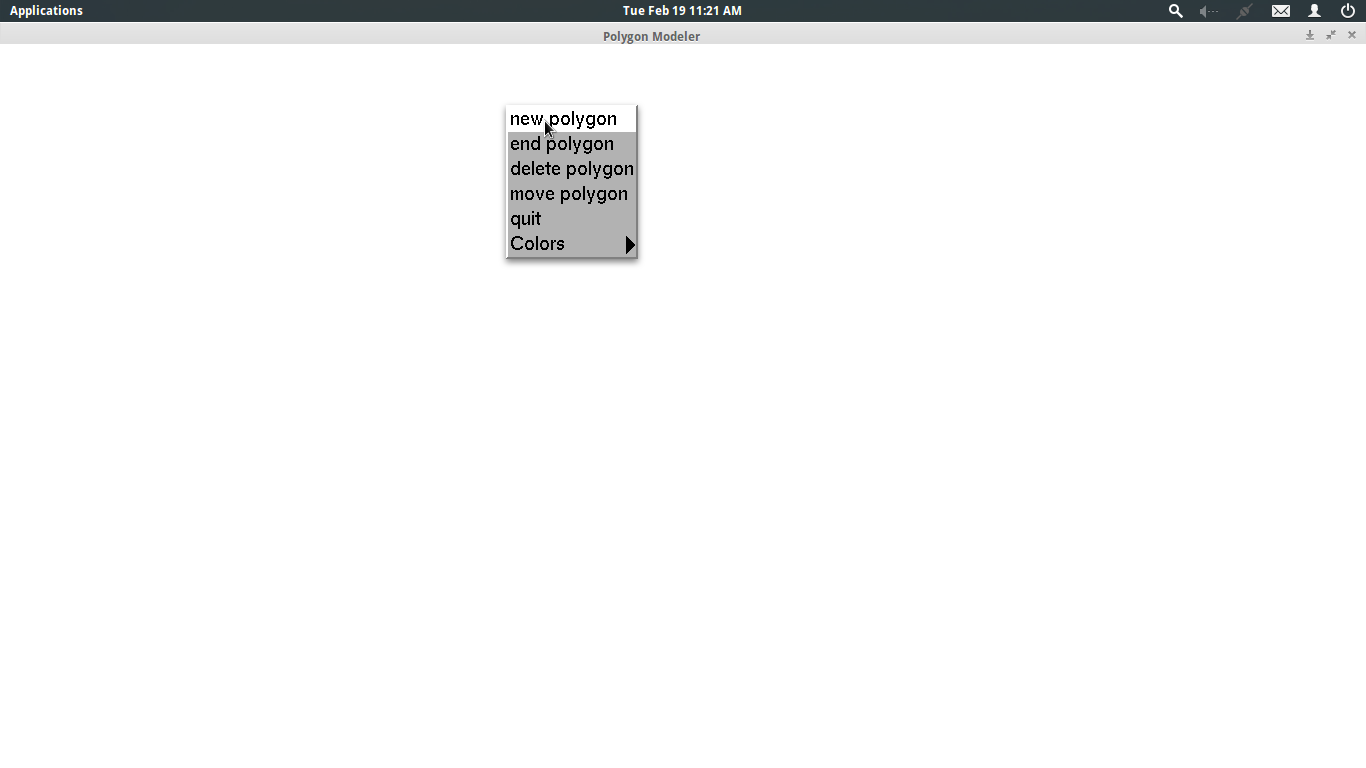 Applications
Tue Feb 19 11:21 AM
Polygon Modeler
new polygon
end polygon
delete polygon
move polygon
quit
Colors